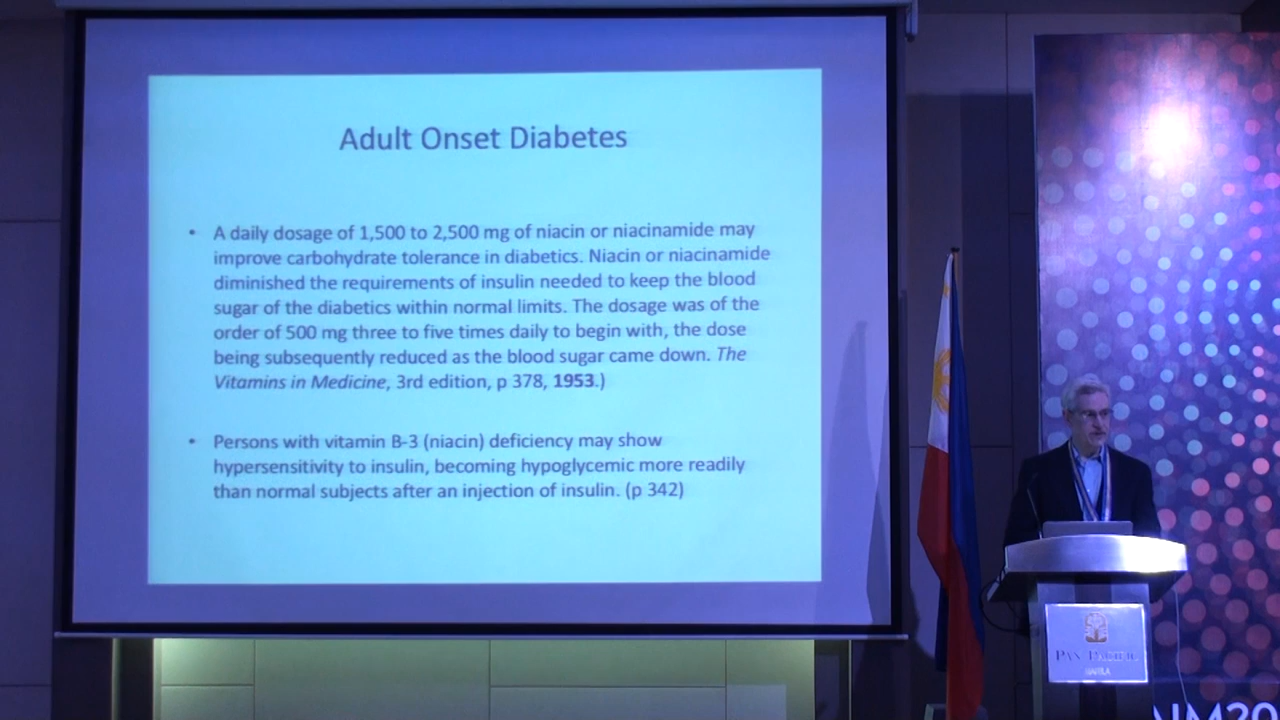 Adult Onset Diabetes
• A daily dosage of 1,500 to 2,500 mg of niacin or niacinamide may
improve carbohydrate tolerance in diabetics. Niacin or niacinamide
diminished the requirements of insulin needed to keep the blood
sugar of the diabetics within normal limits. The dosage was of the
order of 500 mg three to five times daily to begin with, the dose
being subsequently reduced as the blood sugar came down. The
Vitamins in Medicine, 3rd edition, p 378, 1953.)
• Persons with vitamin B-3 (niacin) deficiency may show
hypersensitivity to insulin, becoming hypoglycemic more readily
than normal subjects after an injection of insulin. (p 342)
PAN PACIFIC
MANILA